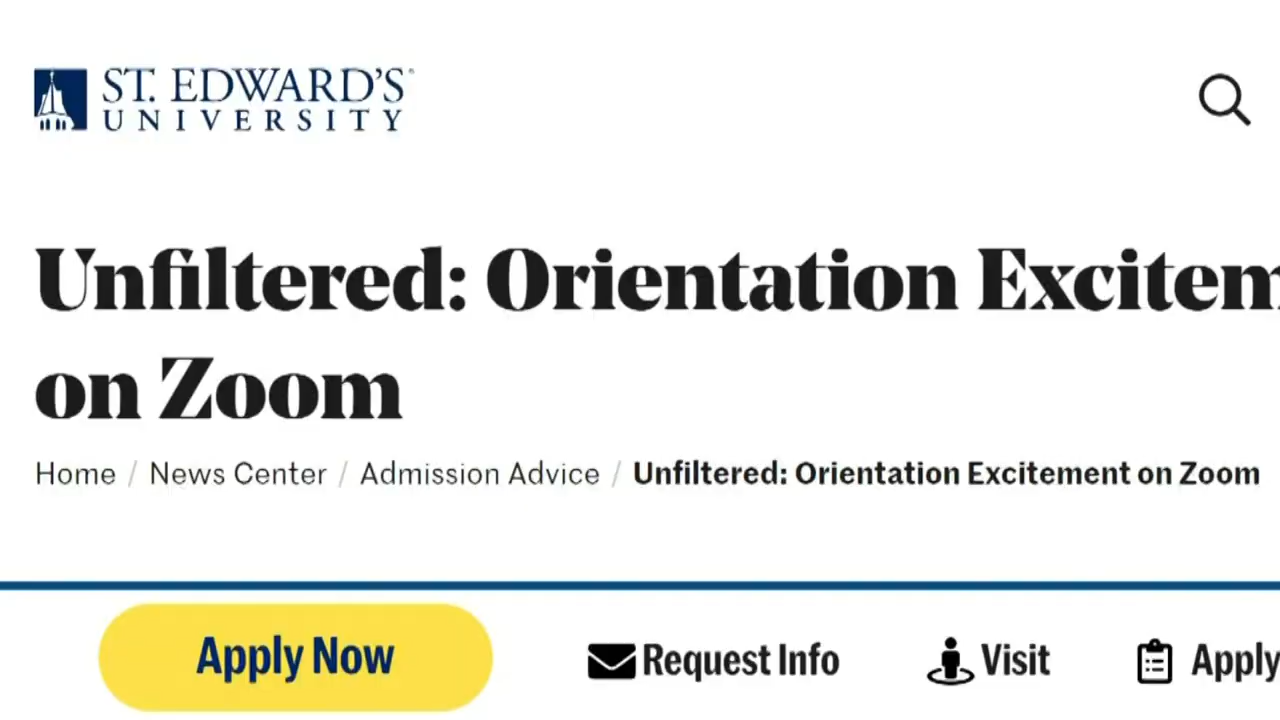 ST. EDWARD'S
UNIVERSITY
Unfiltered: Orientation Excitem
on Zoom
Home / News Center / Admission Advice / Unfiltered: Orientation Excitement on Zoom
Apply Now
Request Info
Visit
Apply